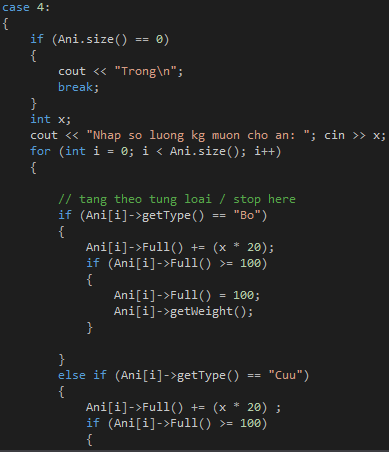 case 4:
{
    if (Ani.size() == 0)
    {
        cout << "Trong\n";
        break;
    }
    int x;
    cout << "Nhap so luong kg muon cho an: "; cin >> x;
    for (int i = 0; i < Ani.size(); i++)
    {
        // tang theo tung loai / stop here
        if (Ani[i]->getType() == "Bo")
        {
            Ani[i]->Full() += (x * 20);
            if (Ani[i]->Full() >= 100)
            {
                Ani[i]->Full() = 100;
                Ani[i]->getWeight();
            }
        }
        else if (Ani[i]->getType() == "Cuu")
        {
            Ani[i]->Full() += (x * 20) ;
            if (Ani[i]->Full() >= 100)
            {